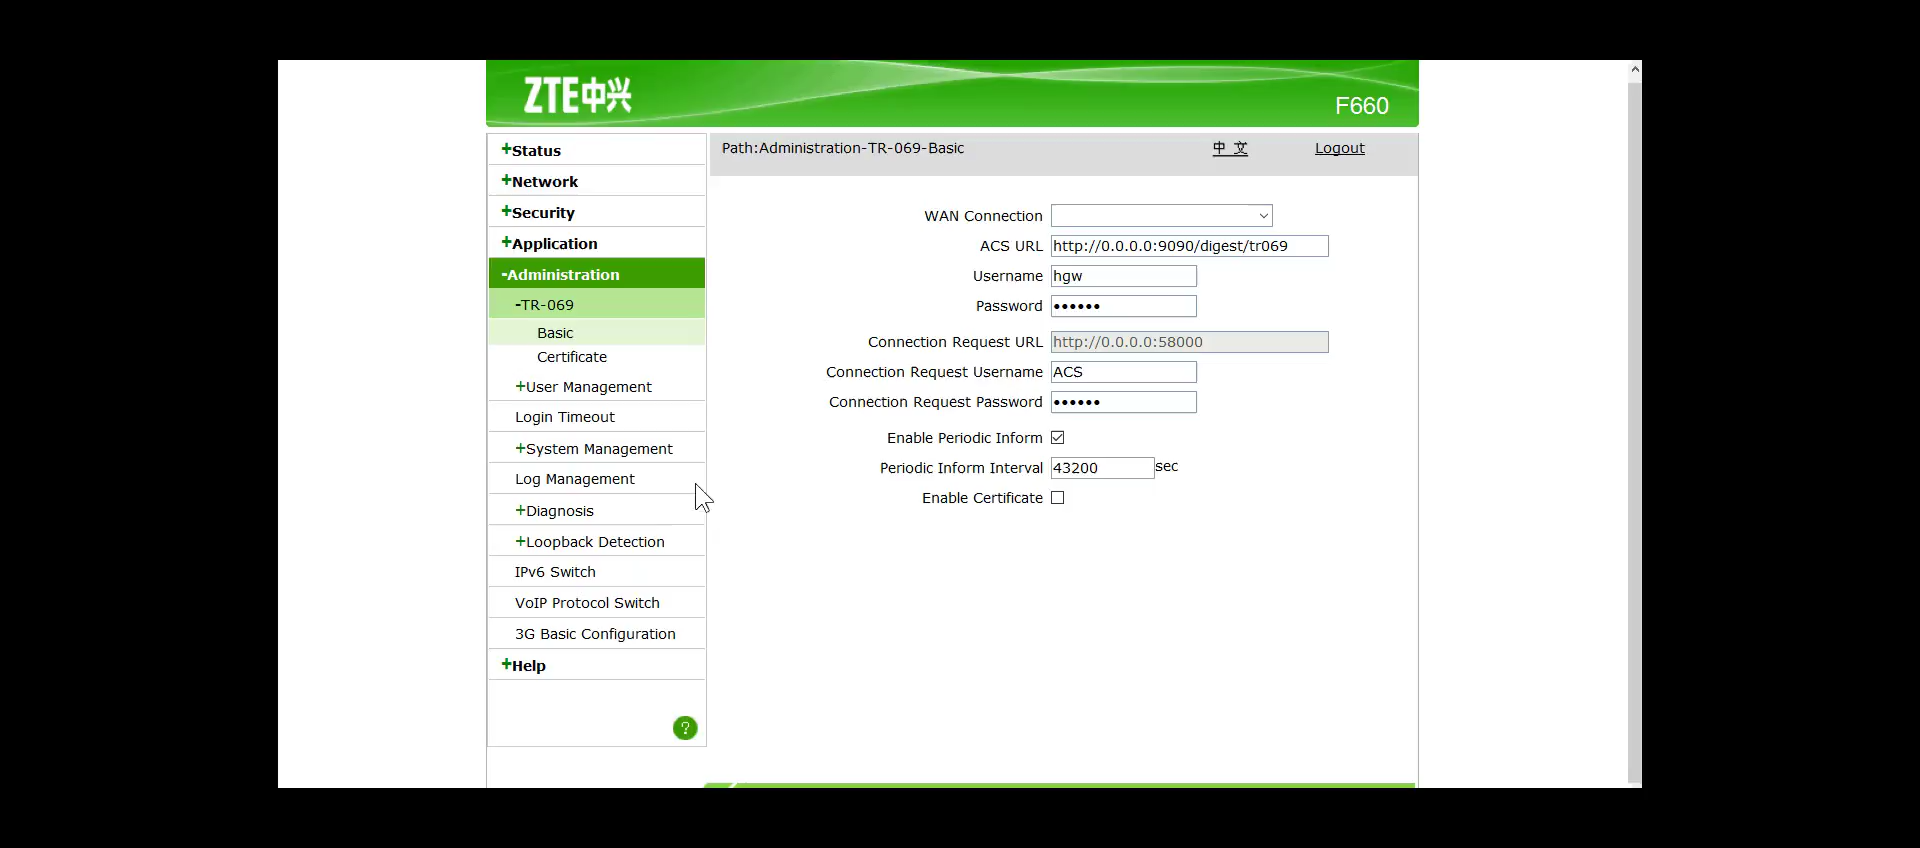 ZTE中兴
F660
+Status
+Network
+Security
+Application
-Administration
-TR-069
Basic
Certificate
+User Management
Login Timeout
+System Management
Log Management
+Diagnosis
+Loopback Detection
IPv6 Switch
VoIP Protocol Switch
3G Basic Configuration
+Help
?
Path:Administration-TR-069-Basic
中 文
Logout
WAN Connection
ACS URL http://0.0.0.0:9090/digest/tr069
Username hgw
Password ••••••
Connection Request URL http://0.0.0.0:58000
Connection Request Username ACS
Connection Request Password ••••••
Enable Periodic Inform
Periodic Inform Interval 43200 sec
Enable Certificate